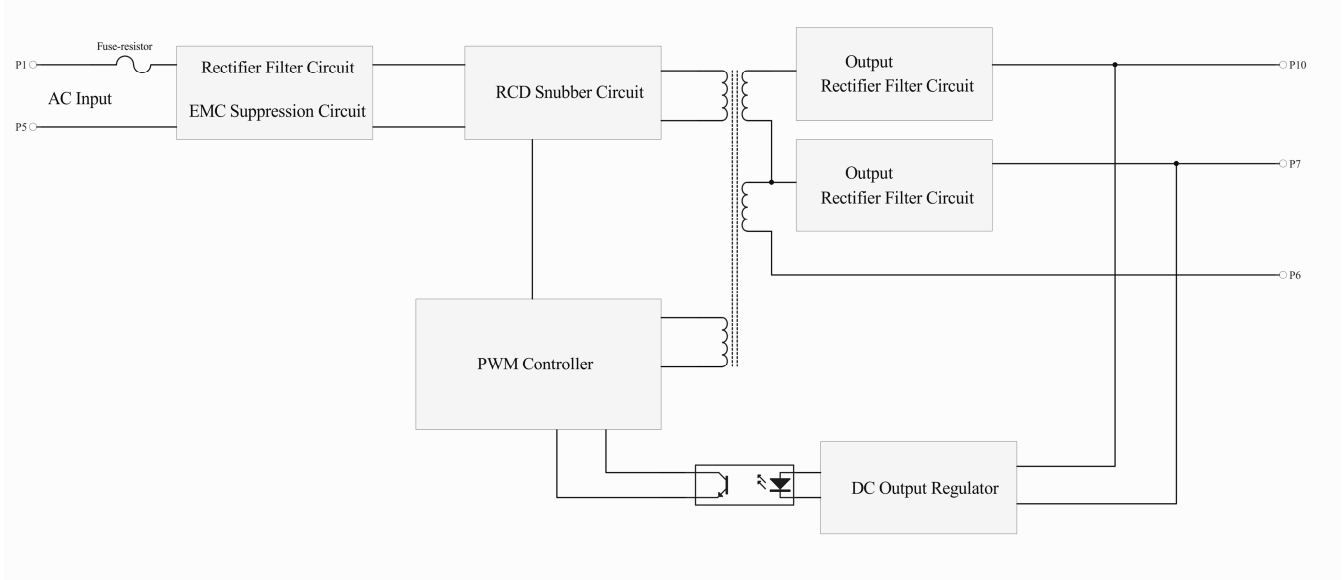 Fuse-resistor
P1
AC Input
P5
Rectifier Filter Circuit
EMC Suppression Circuit
RCD Snubber Circuit
Output
Rectifier Filter Circuit
P10
Output
Rectifier Filter Circuit
P7
P6
PWM Controller
DC Output Regulator